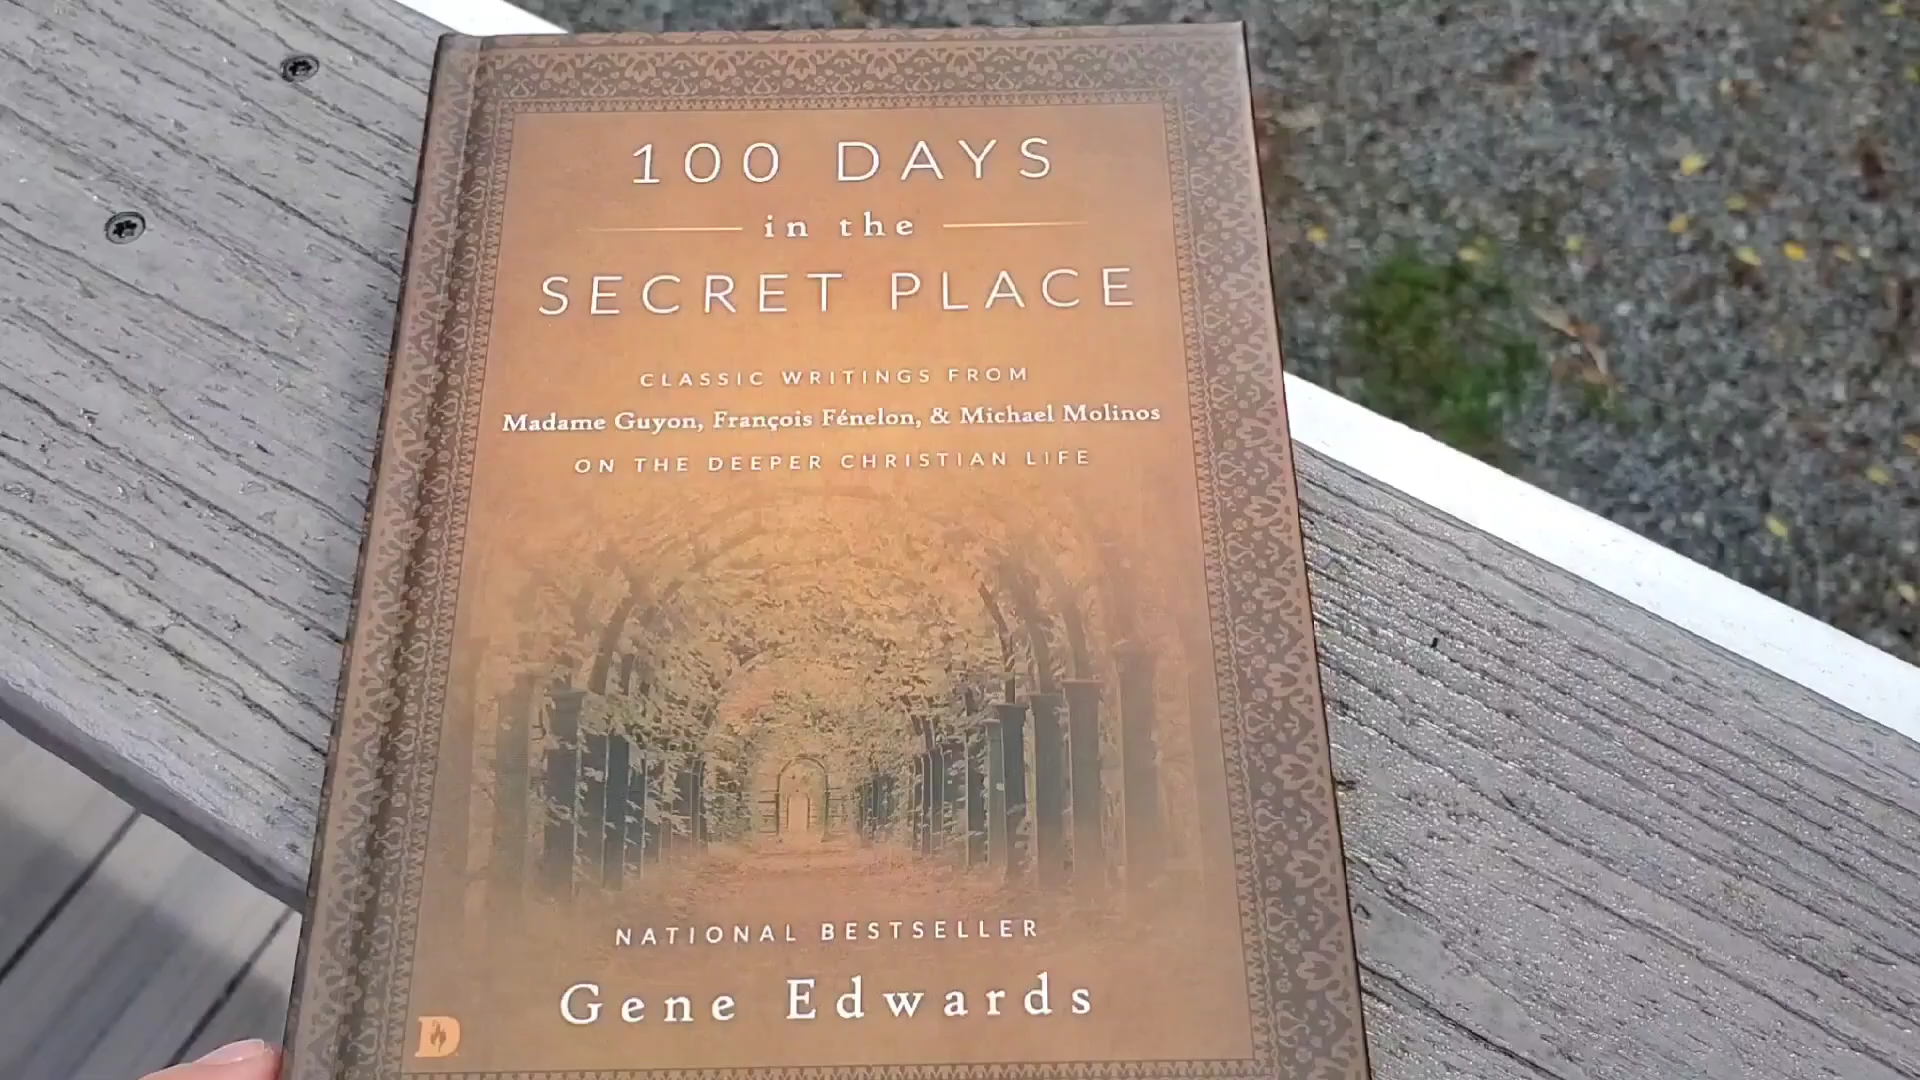 100 DAYS
in the
SECRET PLACE
CLASSIC WRITINGS FROM
Madame Guyon, François Fénelon, & Michael Molinos
ON THE DEEPER CHRISTIAN LIFE
NATIONAL BESTSELLER
Gene Edwards
D